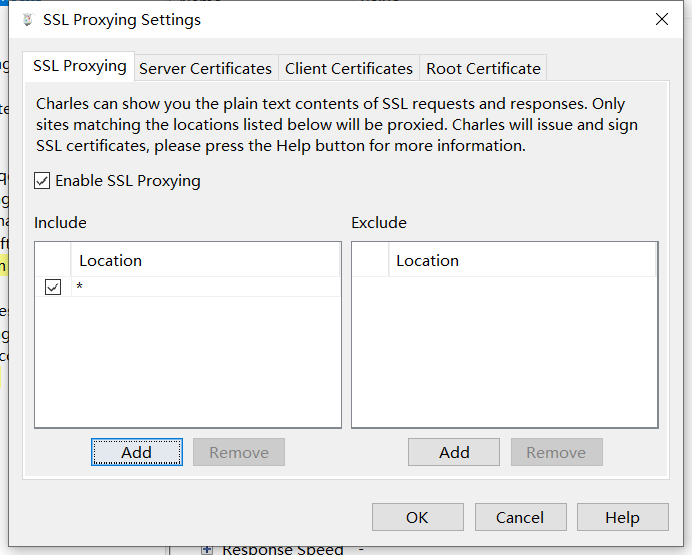 SSL Proxying Settings
SSL Proxying
Server Certificates
Client Certificates
Root Certificate
Charles can show you the plain text contents of SSL requests and responses. Only
sites matching the locations listed below will be proxied. Charles will issue and sign
SSL certificates, please press the Help button for more information.
Enable SSL Proxying
Include
Exclude
Location
Location
*
Add
Remove
Add
Remove
OK
Cancel
Help
Response Speed -